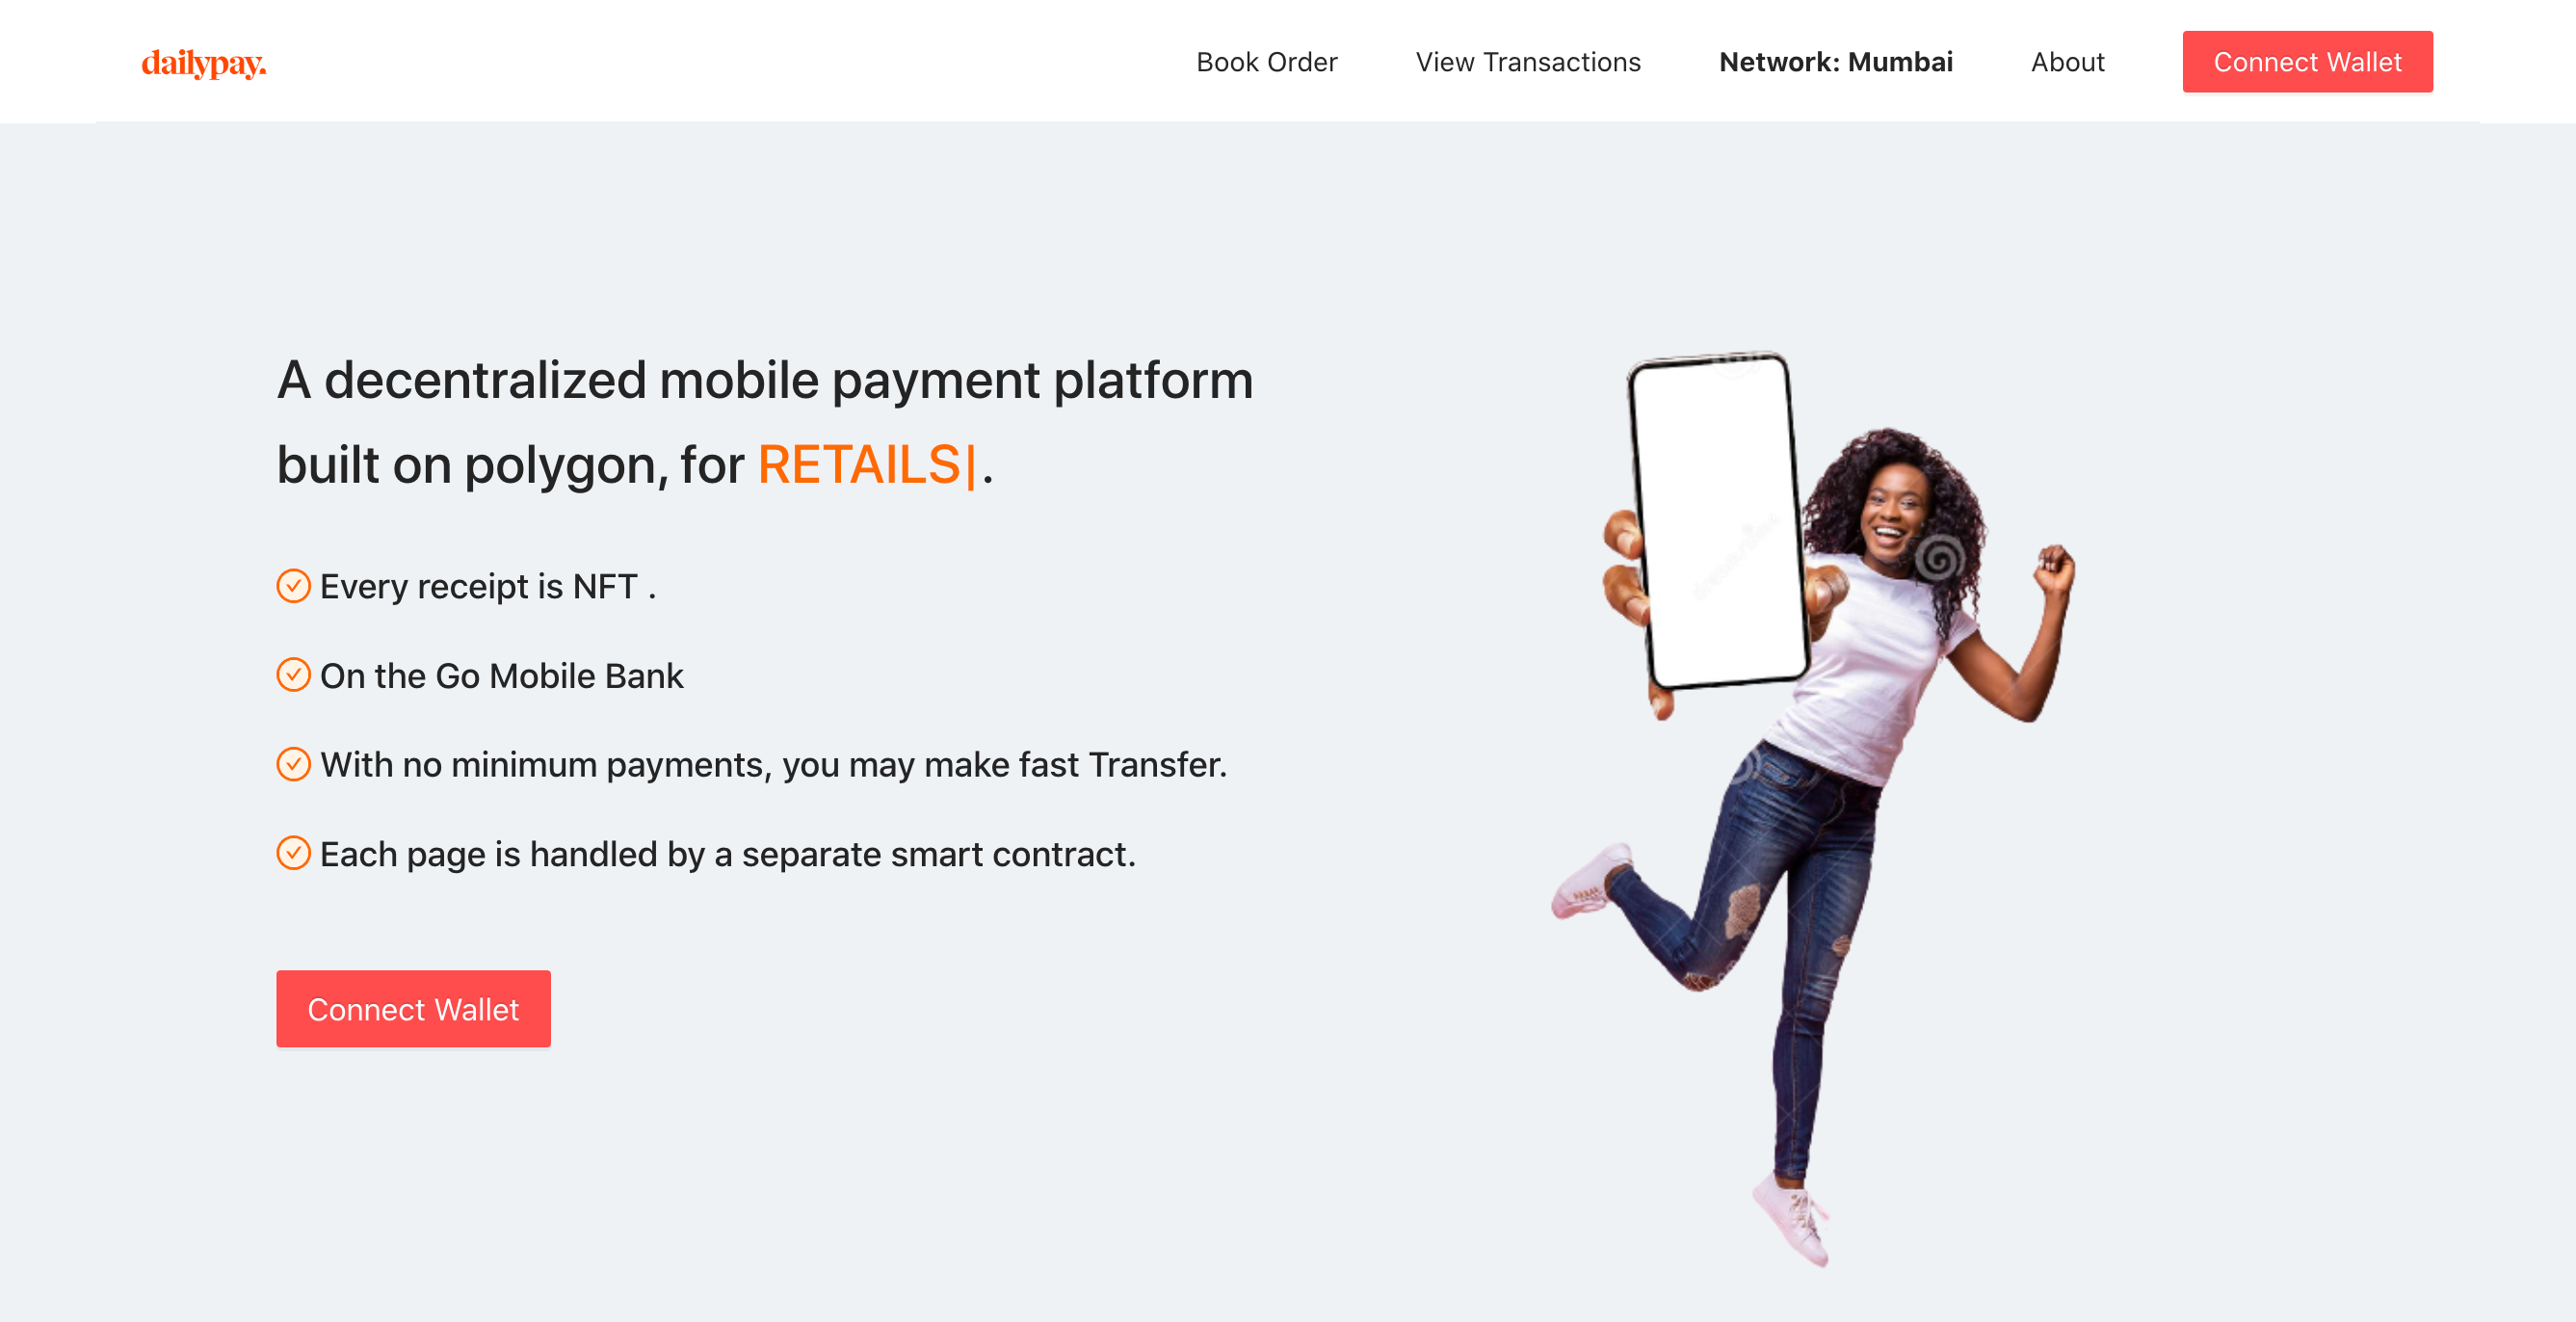 dailypay.
Book Order
View Transactions
Network: Mumbai
About
Connect Wallet
A decentralized mobile payment platform
built on polygon, for RETAILS|.
Every receipt is NFT .
On the Go Mobile Bank
With no minimum payments, you may make fast Transfer.
Each page is handled by a separate smart contract.
Connect Wallet